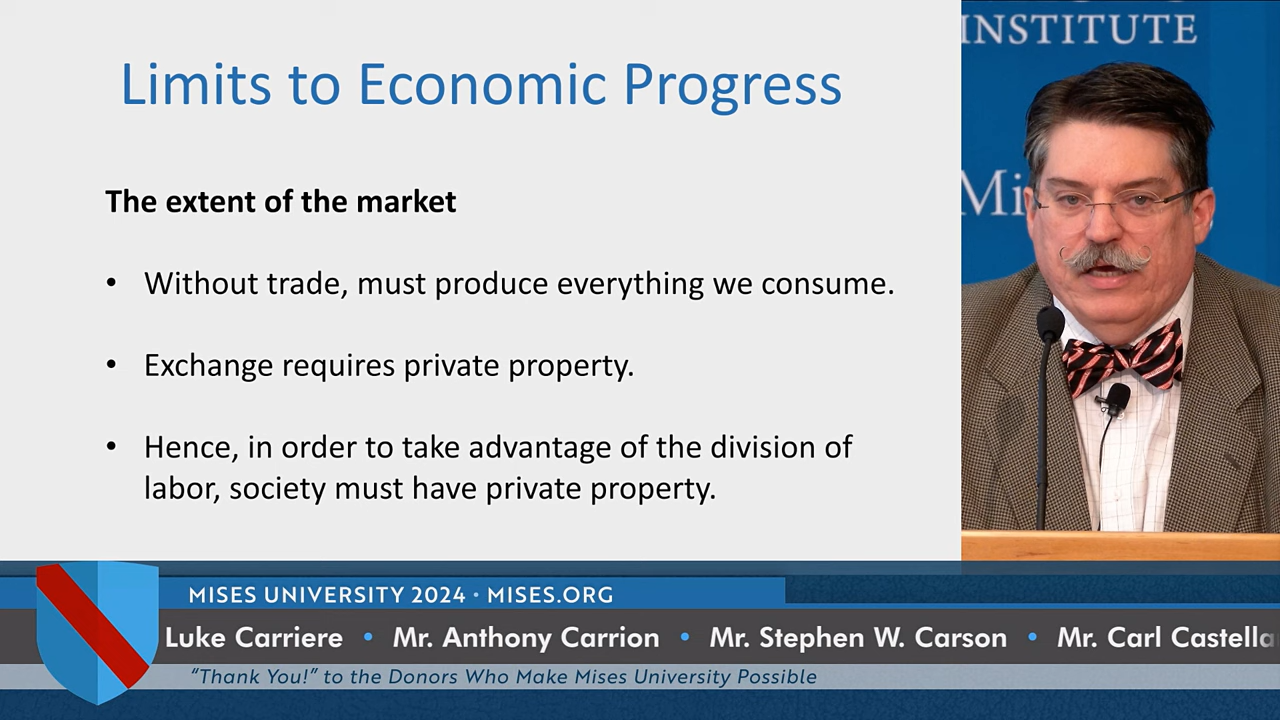 Limits to Economic Progress
The extent of the market
• Without trade, must produce everything we consume.
• Exchange requires private property.
• Hence, in order to take advantage of the division of
labor, society must have private property.
INSTITUTE
MISES UNIVERSITY 2024 • MISES.ORG
Luke Carriere • Mr. Anthony Carrion • Mr. Stephen W. Carson • Mr. Carl Castella
“Thank You!” to the Donors Who Make Mises University Possible